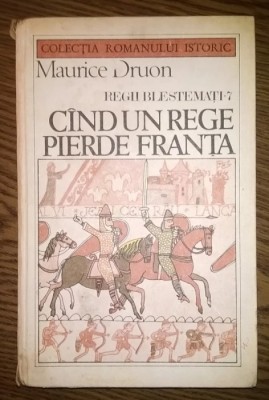 COLECȚIA ROMANULUI ISTORIC
Maurice Druon
REGII BLESTEMAȚI·7
CÎND UN REGE
PIERDE FRANȚA